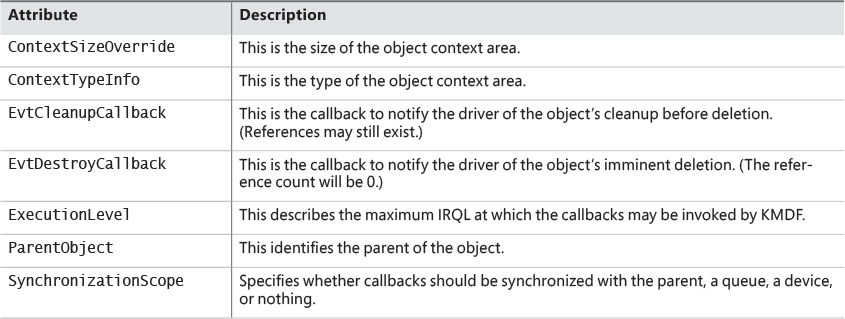 Attribute Description
ContextSizeOverride This is the size of the object context area.
ContextTypeInfo This is the type of the object context area.
EvtCleanupCallback This is the callback to notify the driver of the object’s cleanup before deletion.
(References may still exist.)
EvtDestroyCallback This is the callback to notify the driver of the object’s imminent deletion. (The refer-
ence count will be 0.)
ExecutionLevel This describes the maximum IRQL at which the callbacks may be invoked by KMDF.
ParentObject This identifies the parent of the object.
SynchronizationScope Specifies whether callbacks should be synchronized with the parent, a queue, a device,
or nothing.